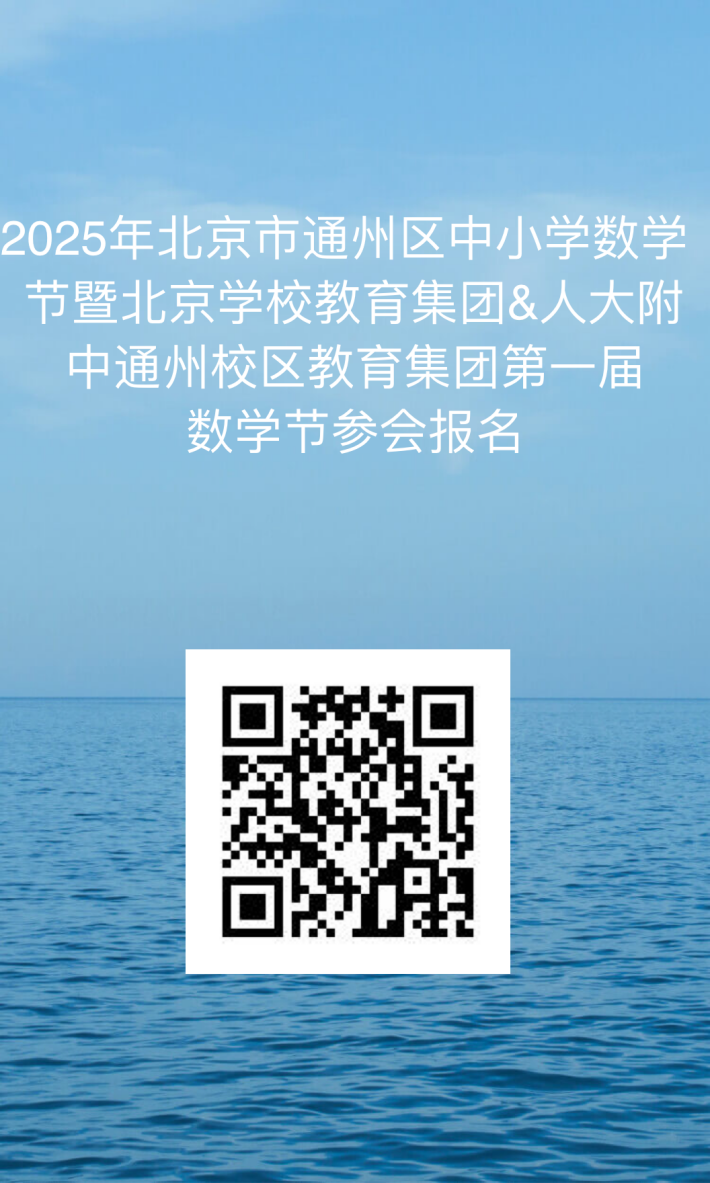 2025年北京市通州区中小学数学
节暨北京学校教育集团&人大附
中通州校区教育集团第一届
数学节参会报名